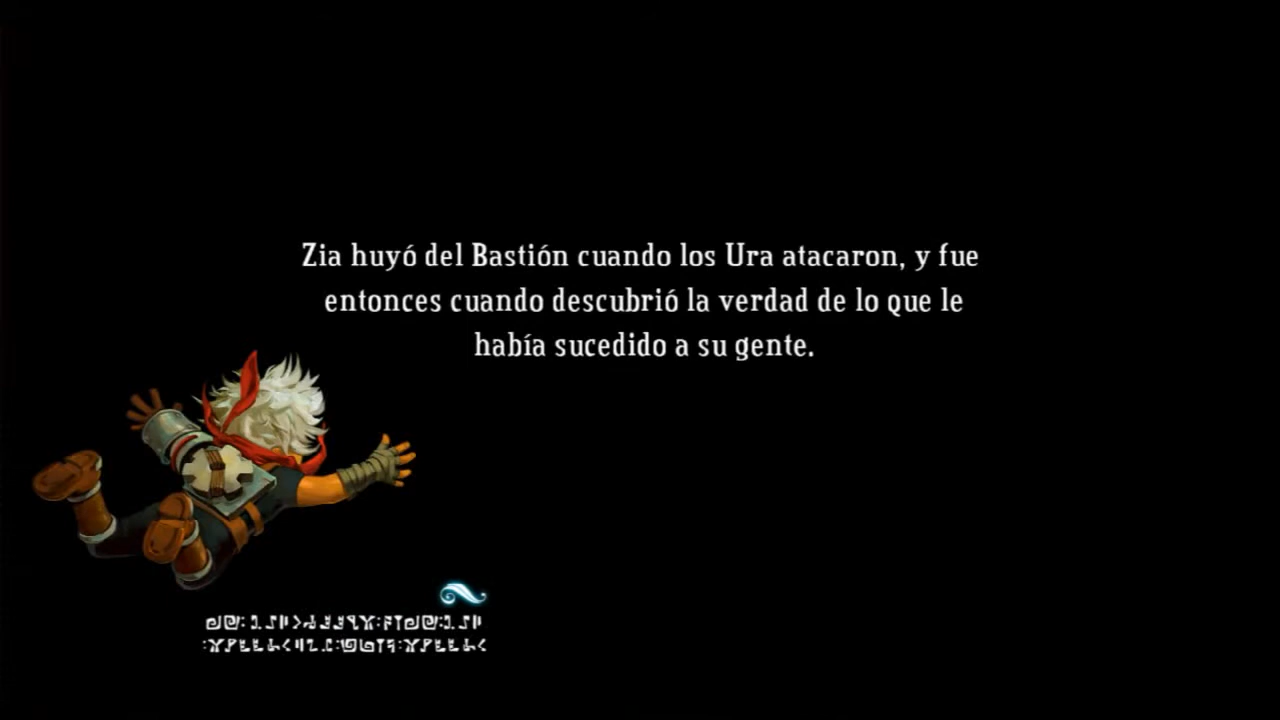 Zia huyó del Bastión cuando los Ura atacaron, y fue
entonces cuando descubrió la verdad de lo que le
había sucedido a su gente.